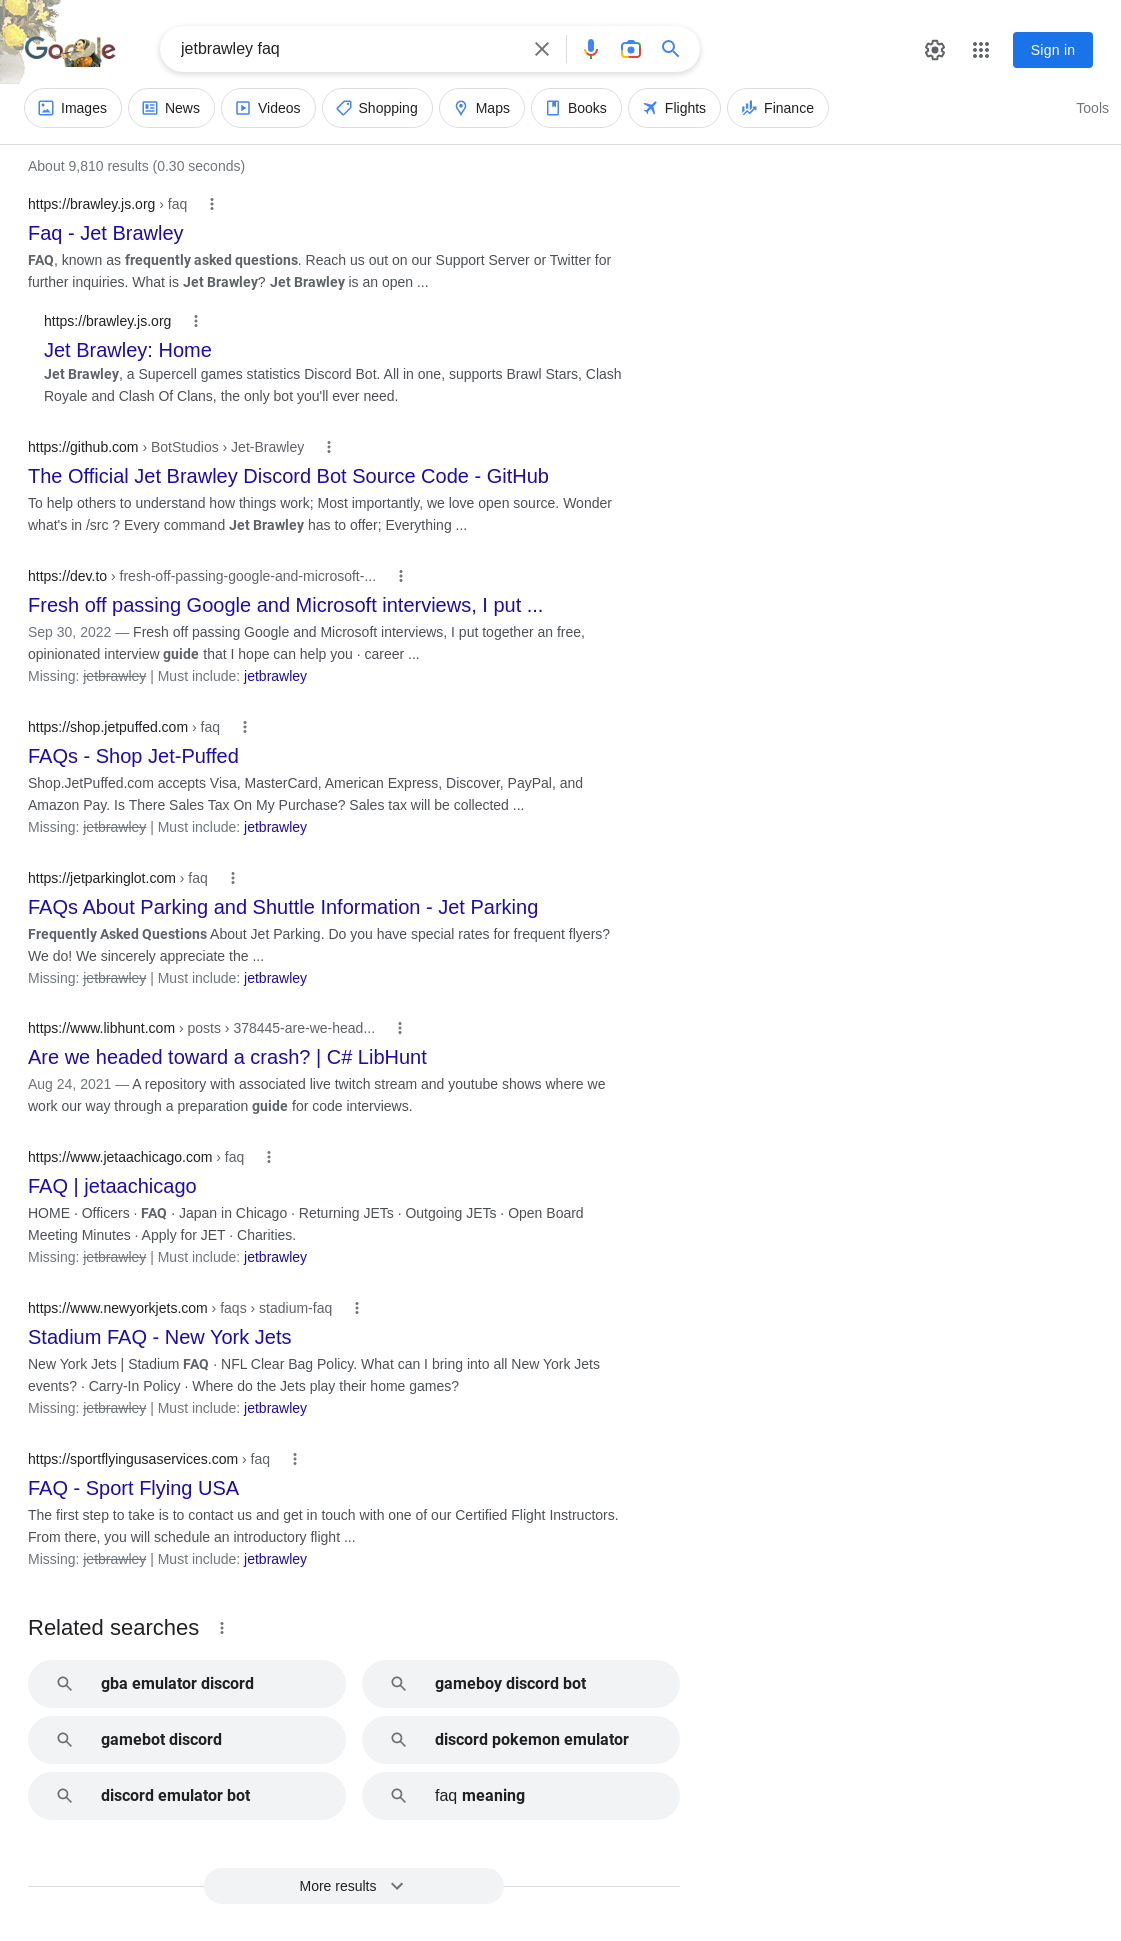 Google
jetbrawley faq
Sign in
Images
News
Videos
Shopping
Maps
Books
Flights
Finance
Tools
About 9,810 results (0.30 seconds)
https://brawley.js.org › faq
Faq - Jet Brawley
FAQ, known as frequently asked questions. Reach us out on our Support Server or Twitter for
further inquiries. What is Jet Brawley? Jet Brawley is an open ...
https://brawley.js.org
Jet Brawley: Home
Jet Brawley, a Supercell games statistics Discord Bot. All in one, supports Brawl Stars, Clash
Royale and Clash Of Clans, the only bot you'll ever need.
https://github.com › BotStudios › Jet-Brawley
The Official Jet Brawley Discord Bot Source Code - GitHub
To help others to understand how things work; Most importantly, we love open source. Wonder
what's in /src ? Every command Jet Brawley has to offer; Everything ...
https://dev.to › fresh-off-passing-google-and-microsoft-...
Fresh off passing Google and Microsoft interviews, I put ...
Sep 30, 2022 — Fresh off passing Google and Microsoft interviews, I put together an free,
opinionated interview guide that I hope can help you · career ...
Missing: jetbrawley | Must include: jetbrawley
https://shop.jetpuffed.com › faq
FAQs - Shop Jet-Puffed
Shop.JetPuffed.com accepts Visa, MasterCard, American Express, Discover, PayPal, and
Amazon Pay. Is There Sales Tax On My Purchase? Sales tax will be collected ...
Missing: jetbrawley | Must include: jetbrawley
https://jetparkinglot.com › faq
FAQs About Parking and Shuttle Information - Jet Parking
Frequently Asked Questions About Jet Parking. Do you have special rates for frequent flyers?
We do! We sincerely appreciate the ...
Missing: jetbrawley | Must include: jetbrawley
https://www.libhunt.com › posts › 378445-are-we-head...
Are we headed toward a crash? | C# LibHunt
Aug 24, 2021 — A repository with associated live twitch stream and youtube shows where we
work our way through a preparation guide for code interviews.
https://www.jetaachicago.com › faq
FAQ | jetaachicago
HOME · Officers · FAQ · Japan in Chicago · Returning JETs · Outgoing JETs · Open Board
Meeting Minutes · Apply for JET · Charities.
Missing: jetbrawley | Must include: jetbrawley
https://www.newyorkjets.com › faqs › stadium-faq
Stadium FAQ - New York Jets
New York Jets | Stadium FAQ · NFL Clear Bag Policy. What can I bring into all New York Jets
events? · Carry-In Policy · Where do the Jets play their home games?
Missing: jetbrawley | Must include: jetbrawley
https://sportflyingusaservices.com › faq
FAQ - Sport Flying USA
The first step to take is to contact us and get in touch with one of our Certified Flight Instructors.
From there, you will schedule an introductory flight ...
Missing: jetbrawley | Must include: jetbrawley
Related searches
gba emulator discord
gameboy discord bot
gamebot discord
discord pokemon emulator
discord emulator bot
faq meaning
More results